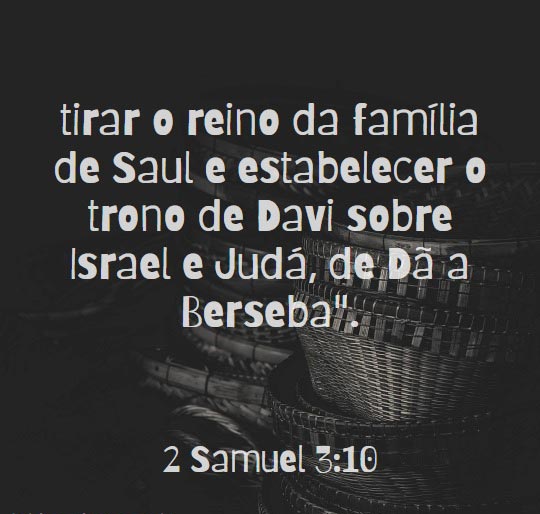 tirar o reino da família
de Saul e estabelecer o
trono de Davi sobre
Israel e Judá, de Dã a
Berseba".
2 Samuel 3:10